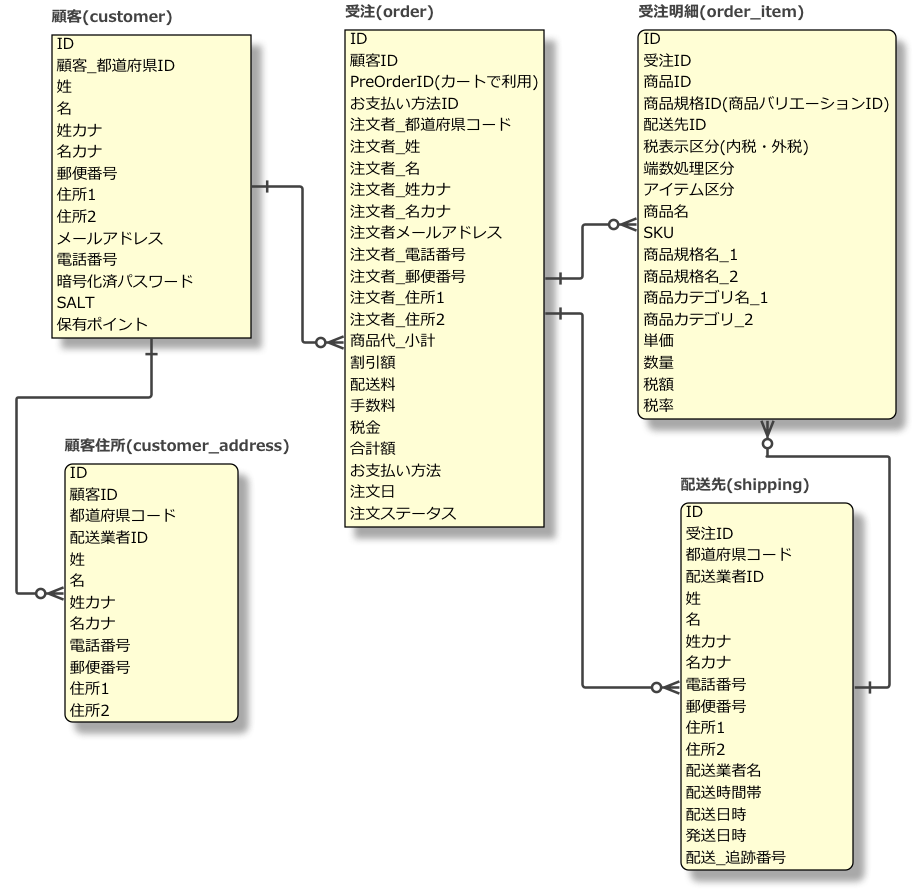 顧客(customer)
ID
顧客_都道府県ID
姓
名
姓カナ
名カナ
郵便番号
住所1
住所2
メールアドレス
電話番号
暗号化済パスワード
SALT
保有ポイント
受注(order)
ID
顧客ID
PreOrderID(カートで利用)
お支払い方法ID
注文者_都道府県コード
注文者_姓
注文者_名
注文者_姓カナ
注文者_名カナ
注文者メールアドレス
注文者_電話番号
注文者_郵便番号
注文者_住所1
注文者_住所2
商品代_小計
割引額
配送料
手数料
税金
合計額
お支払い方法
注文日
注文ステータス
受注明細(order_item)
ID
受注ID
商品ID
商品規格ID(商品バリエーションID)
配送先ID
税表示区分(内税・外税)
端数処理区分
アイテム区分
商品名
SKU
商品規格名_1
商品規格名_2
商品カテゴリ名_1
商品カテゴリ_2
単価
数量
税額
税率
顧客住所(customer_address)
ID
顧客ID
都道府県コード
配送業者ID
姓
名
姓カナ
名カナ
電話番号
郵便番号
住所1
住所2
配送先(shipping)
ID
受注ID
都道府県コード
配送業者ID
姓
名
姓カナ
名カナ
電話番号
郵便番号
住所1
住所2
配送業者名
配送時間帯
配送日時
発送日時
配送_追跡番号